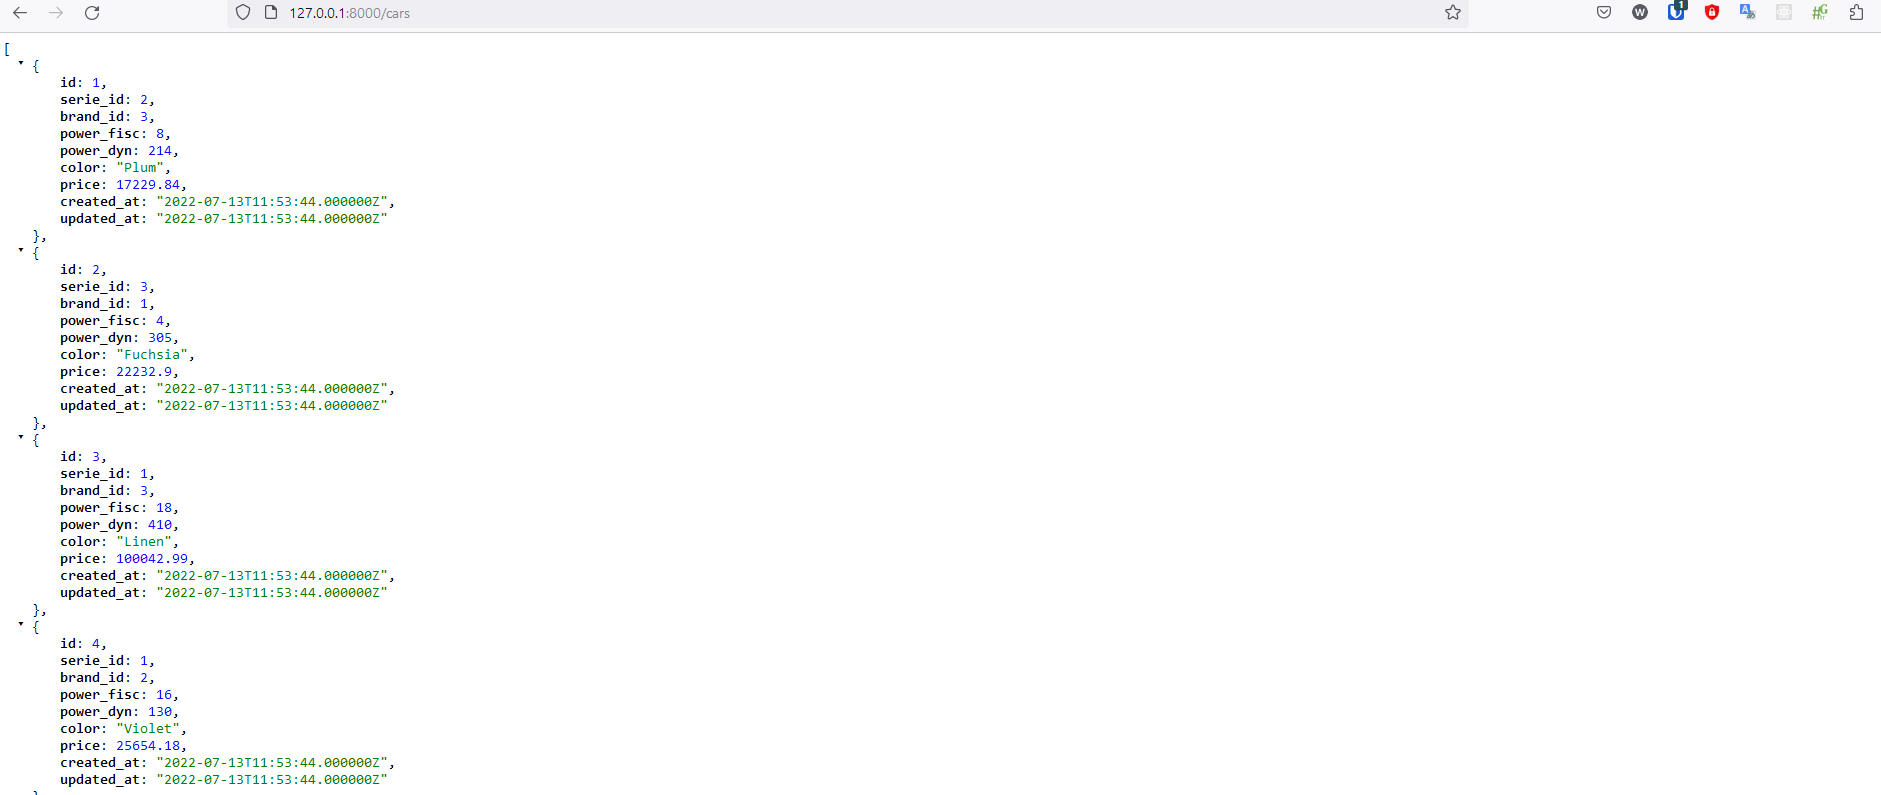 127.0.0.1:8000/cars
W
1
A
#G
[
{
id: 1,
serie_id: 2,
brand_id: 3,
power_fisc: 8,
power_dyn: 214,
color: "Plum",
price: 17229.84,
created_at: "2022-07-13T11:53:44.000000Z",
updated_at: "2022-07-13T11:53:44.000000Z"
},
{
id: 2,
serie_id: 3,
brand_id: 1,
power_fisc: 4,
power_dyn: 305,
color: "Fuchsia",
price: 22232.9,
created_at: "2022-07-13T11:53:44.000000Z",
updated_at: "2022-07-13T11:53:44.000000Z"
},
{
id: 3,
serie_id: 1,
brand_id: 3,
power_fisc: 18,
power_dyn: 410,
color: "Linen",
price: 100042.99,
created_at: "2022-07-13T11:53:44.000000Z",
updated_at: "2022-07-13T11:53:44.000000Z"
},
{
id: 4,
serie_id: 1,
brand_id: 2,
power_fisc: 16,
power_dyn: 130,
color: "Violet",
price: 25654.18,
created_at: "2022-07-13T11:53:44.000000Z",
updated_at: "2022-07-13T11:53:44.000000Z"